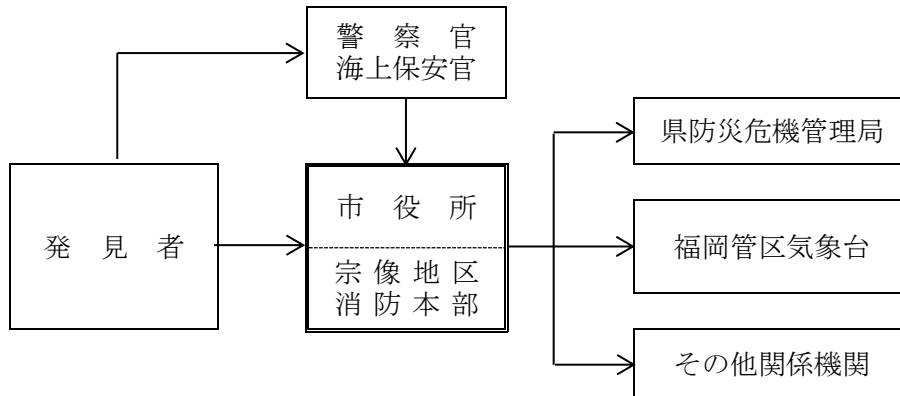 警察官
海上保安官
県防災危機管理局
発見者
市役所
宗像地区
消防本部
福岡管区気象台
その他関係機関